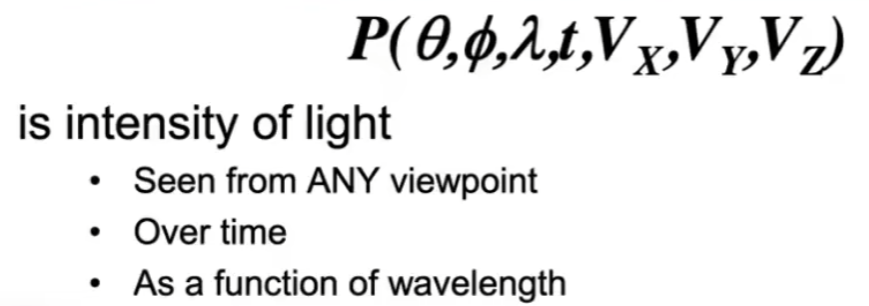 P(θ,ϕ,λ,t,V_X,V_Y,V_Z)
is intensity of light
• Seen from ANY viewpoint
• Over time
• As a function of wavelength